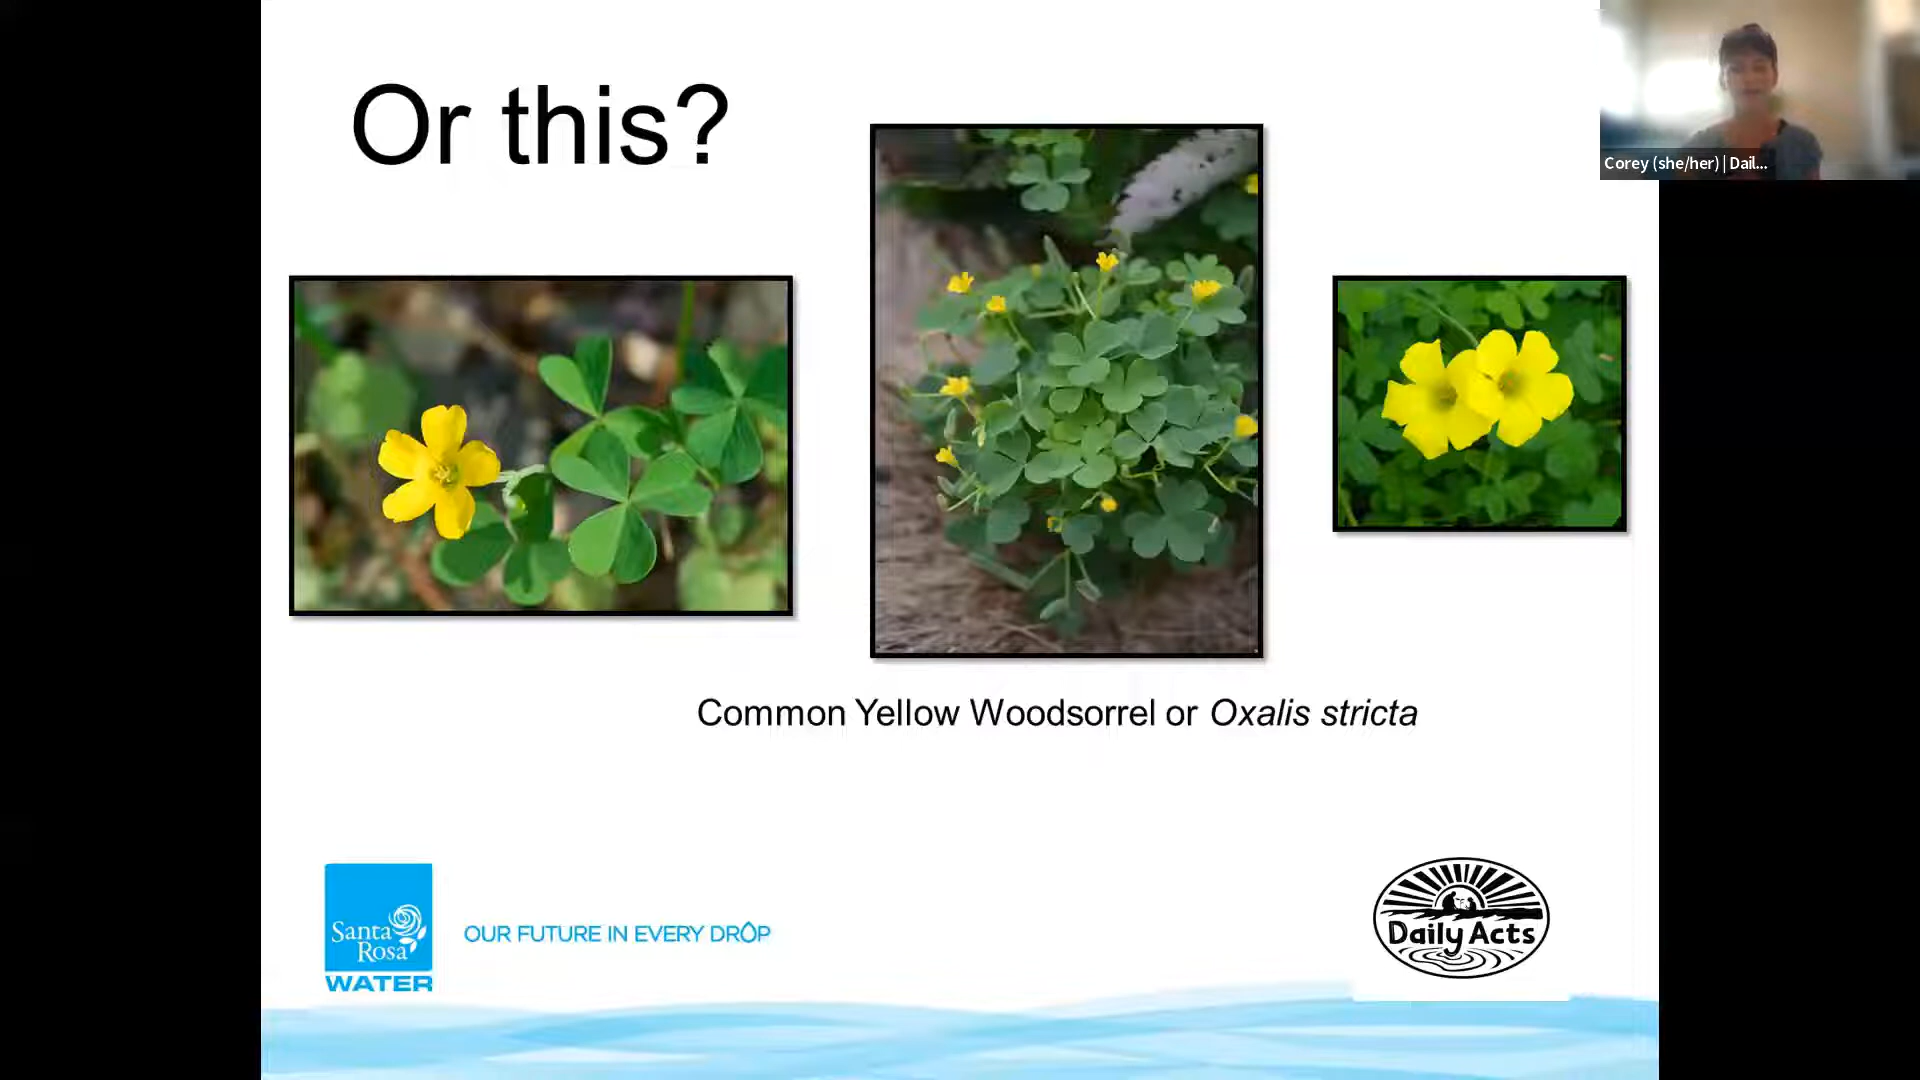 Or this?
Corey (she/her) | Dail...
Common Yellow Woodsorrel or Oxalis stricta
Santa
Rosa
WATER
OUR FUTURE IN EVERY DROP
Daily Acts